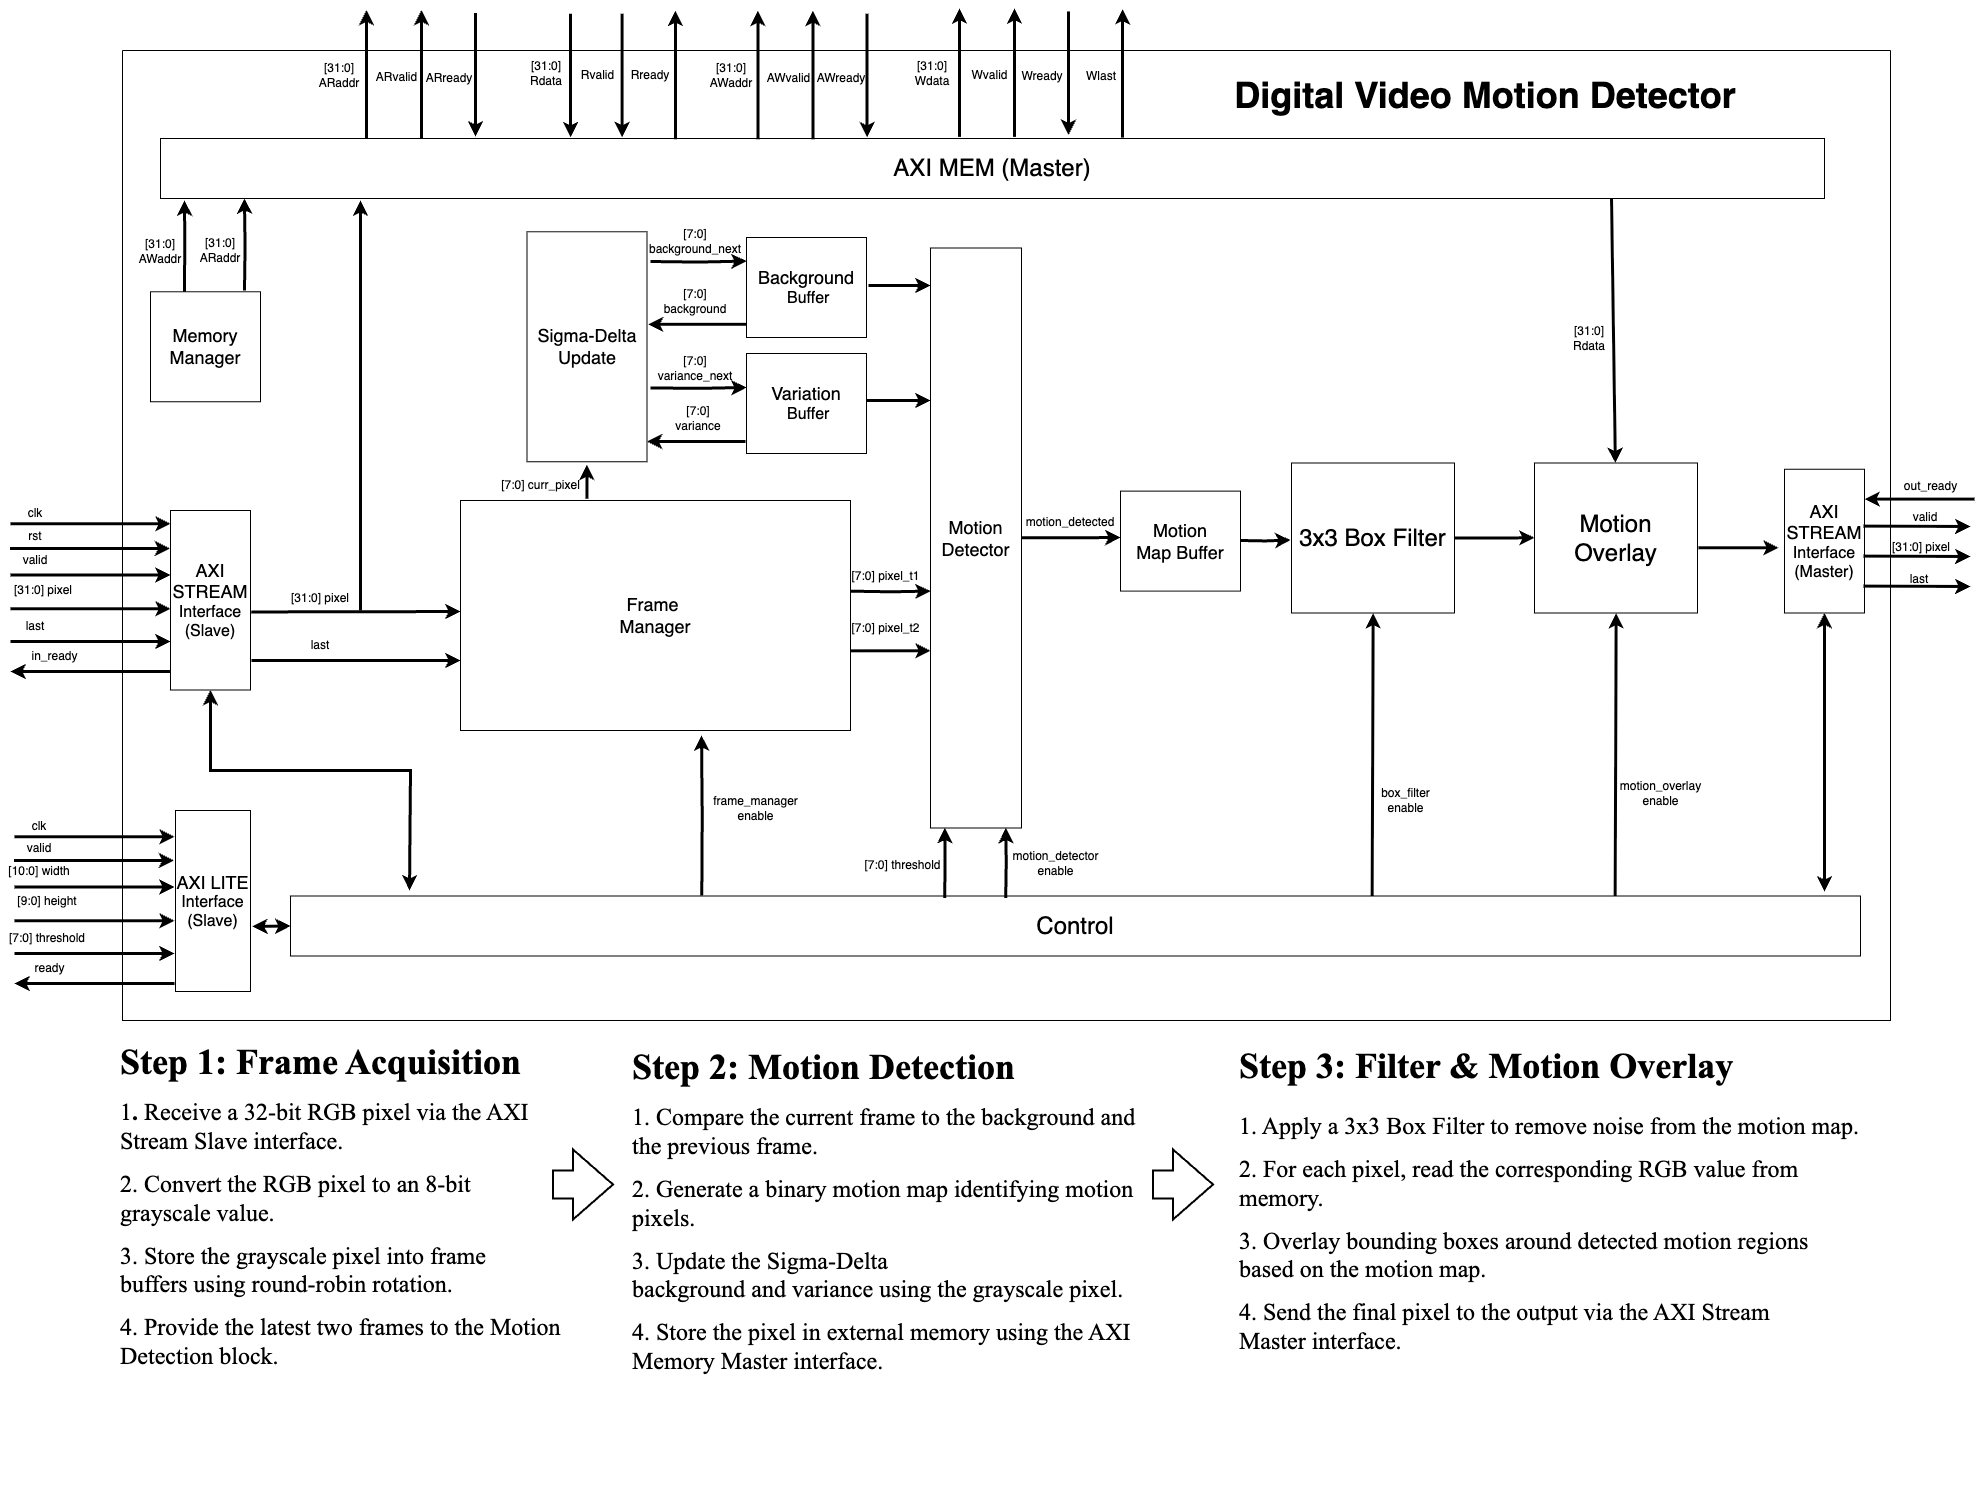 [31:0]
ARaddr
ARvalid
ARready
[31:0]
Rdata
Rvalid
Rready
[31:0]
AWaddr
AWvalid
AWready
[31:0]
Wdata
Wvalid
Wready
Wlast
Digital Video Motion Detector
AXI MEM (Master)
[31:0]
AWaddr
[31:0]
ARaddr
Memory
Manager
Sigma-Delta
Update
[7:0]
background_next
[7:0]
background
[7:0]
variance_next
[7:0]
variance
Background
Buffer
Variation
Buffer
[31:0]
Rdata
[7:0] curr_pixel
clk
rst
valid
[31:0] pixel
last
in_ready
AXI
STREAM
Interface
(Slave)
[31:0] pixel
last
Frame
Manager
[7:0] pixel_t1
[7:0] pixel_t2
Motion
Detector
motion_detected
Motion
Map Buffer
3x3 Box Filter
Motion
Overlay
AXI
STREAM
Interface
(Master)
out_ready
valid
[31:0] pixel
last
clk
valid
[10:0] width
[9:0] height
[7:0] threshold
ready
AXI LITE
Interface
(Slave)
frame_manager
enable
[7:0] threshold
motion_detector
enable
box_filter
enable
motion_overlay
enable
Control
Step 1: Frame Acquisition
1. Receive a 32-bit RGB pixel via the AXI
Stream Slave interface.
2. Convert the RGB pixel to an 8-bit
grayscale value.
3. Store the grayscale pixel into frame
buffers using round-robin rotation.
4. Provide the latest two frames to the Motion
Detection block.
Step 2: Motion Detection
1. Compare the current frame to the background and
the previous frame.
2. Generate a binary motion map identifying motion
pixels.
3. Update the Sigma-Delta
background and variance using the grayscale pixel.
4. Store the pixel in external memory using the AXI
Memory Master interface.
Step 3: Filter & Motion Overlay
1. Apply a 3x3 Box Filter to remove noise from the motion map.
2. For each pixel, read the corresponding RGB value from
memory.
3. Overlay bounding boxes around detected motion regions
based on the motion map.
4. Send the final pixel to the output via the AXI Stream
Master interface.